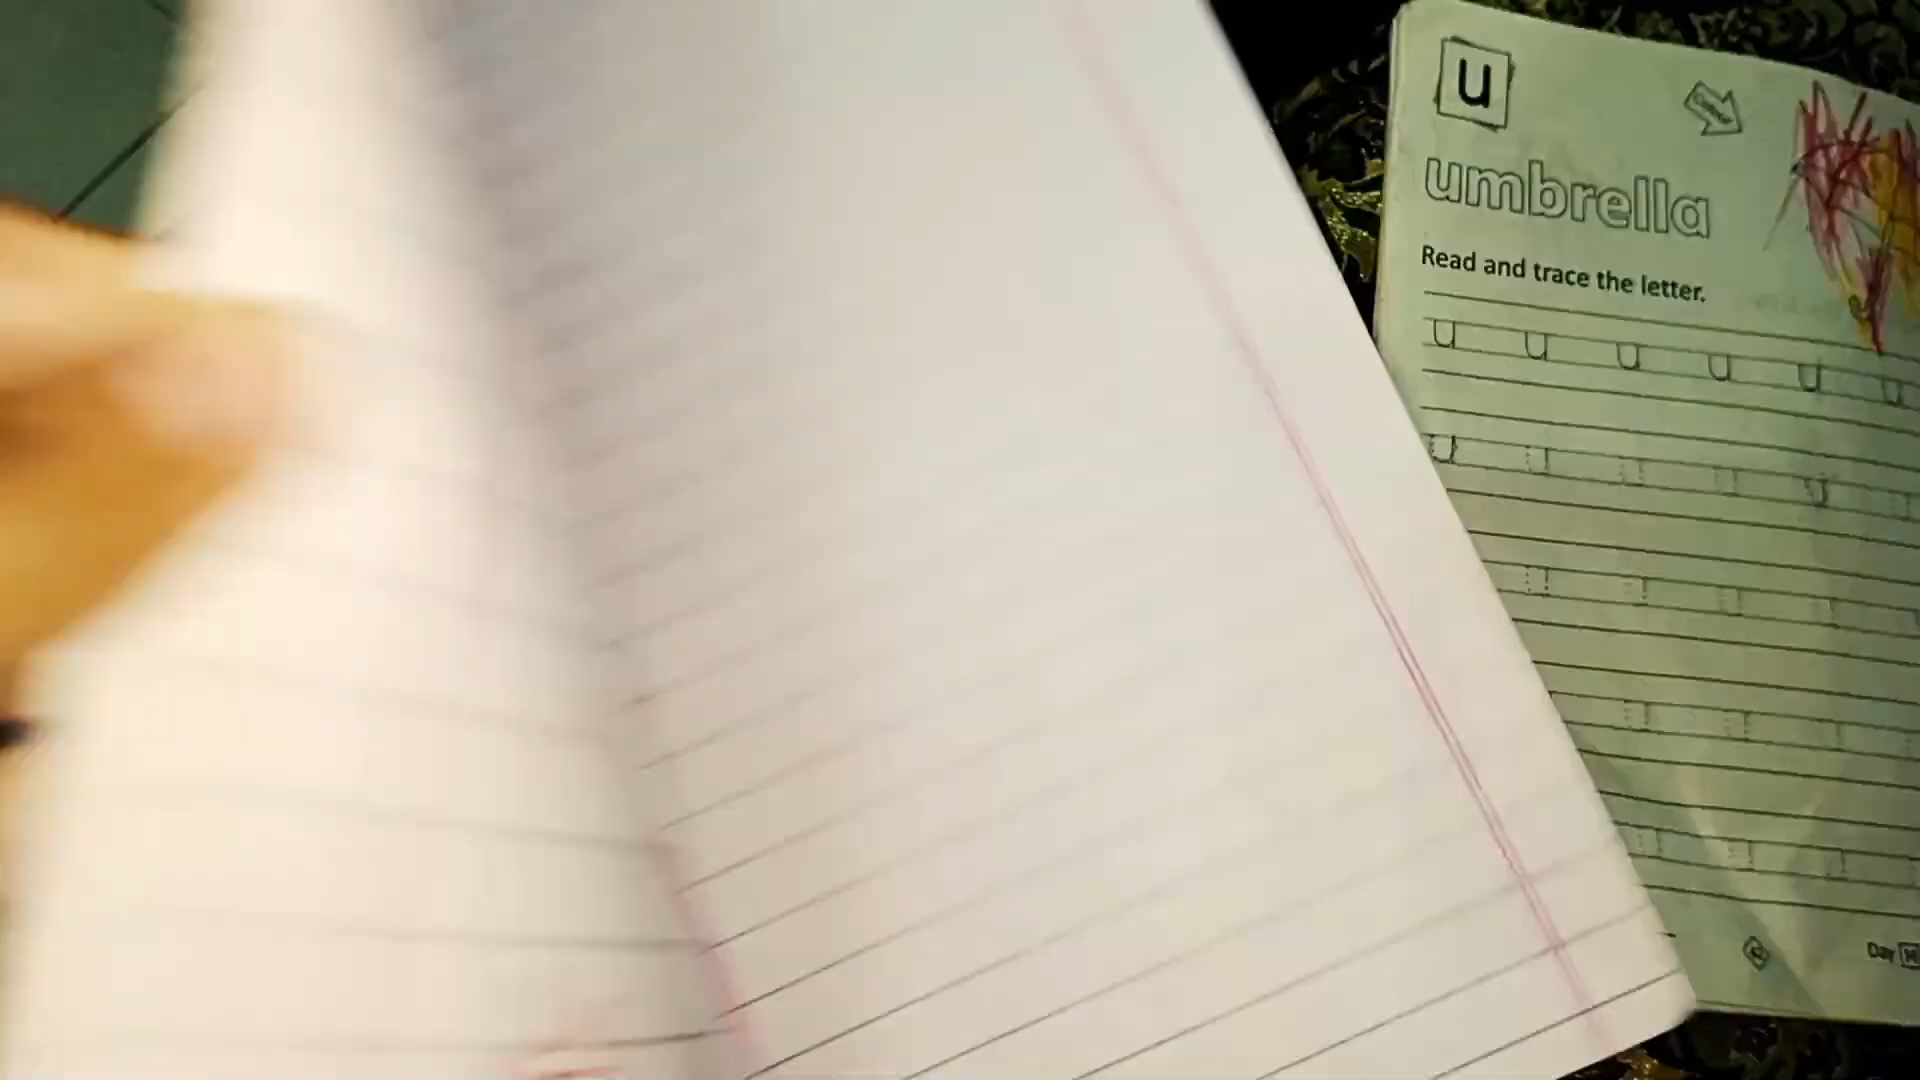 u
umbrella
Read and trace the letter.
u u u u u u
u
Day